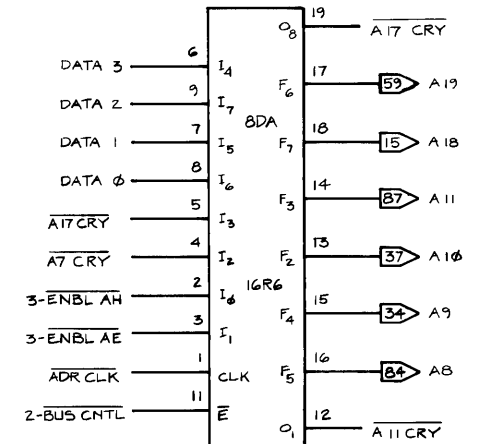 19
O8
A17 CRY
6
DATA 3
I4
17
F6
59
A19
9
DATA 2
I7
8DA
7
DATA 1
I5
18
F7
15
A18
8
DATA Ø
I6
14
F3
87
A11
5
A17 CRY
I3
4
A7 CRY
I2
13
F2
37
A1Ø
2
3-ENBL AH
IØ
16R6
15
F4
34
A9
3
3-ENBL AE
I1
1
ADR CLK
CLK
16
F5
84
A8
11
2-BUS CNTL
E
12
O1
A11 CRY